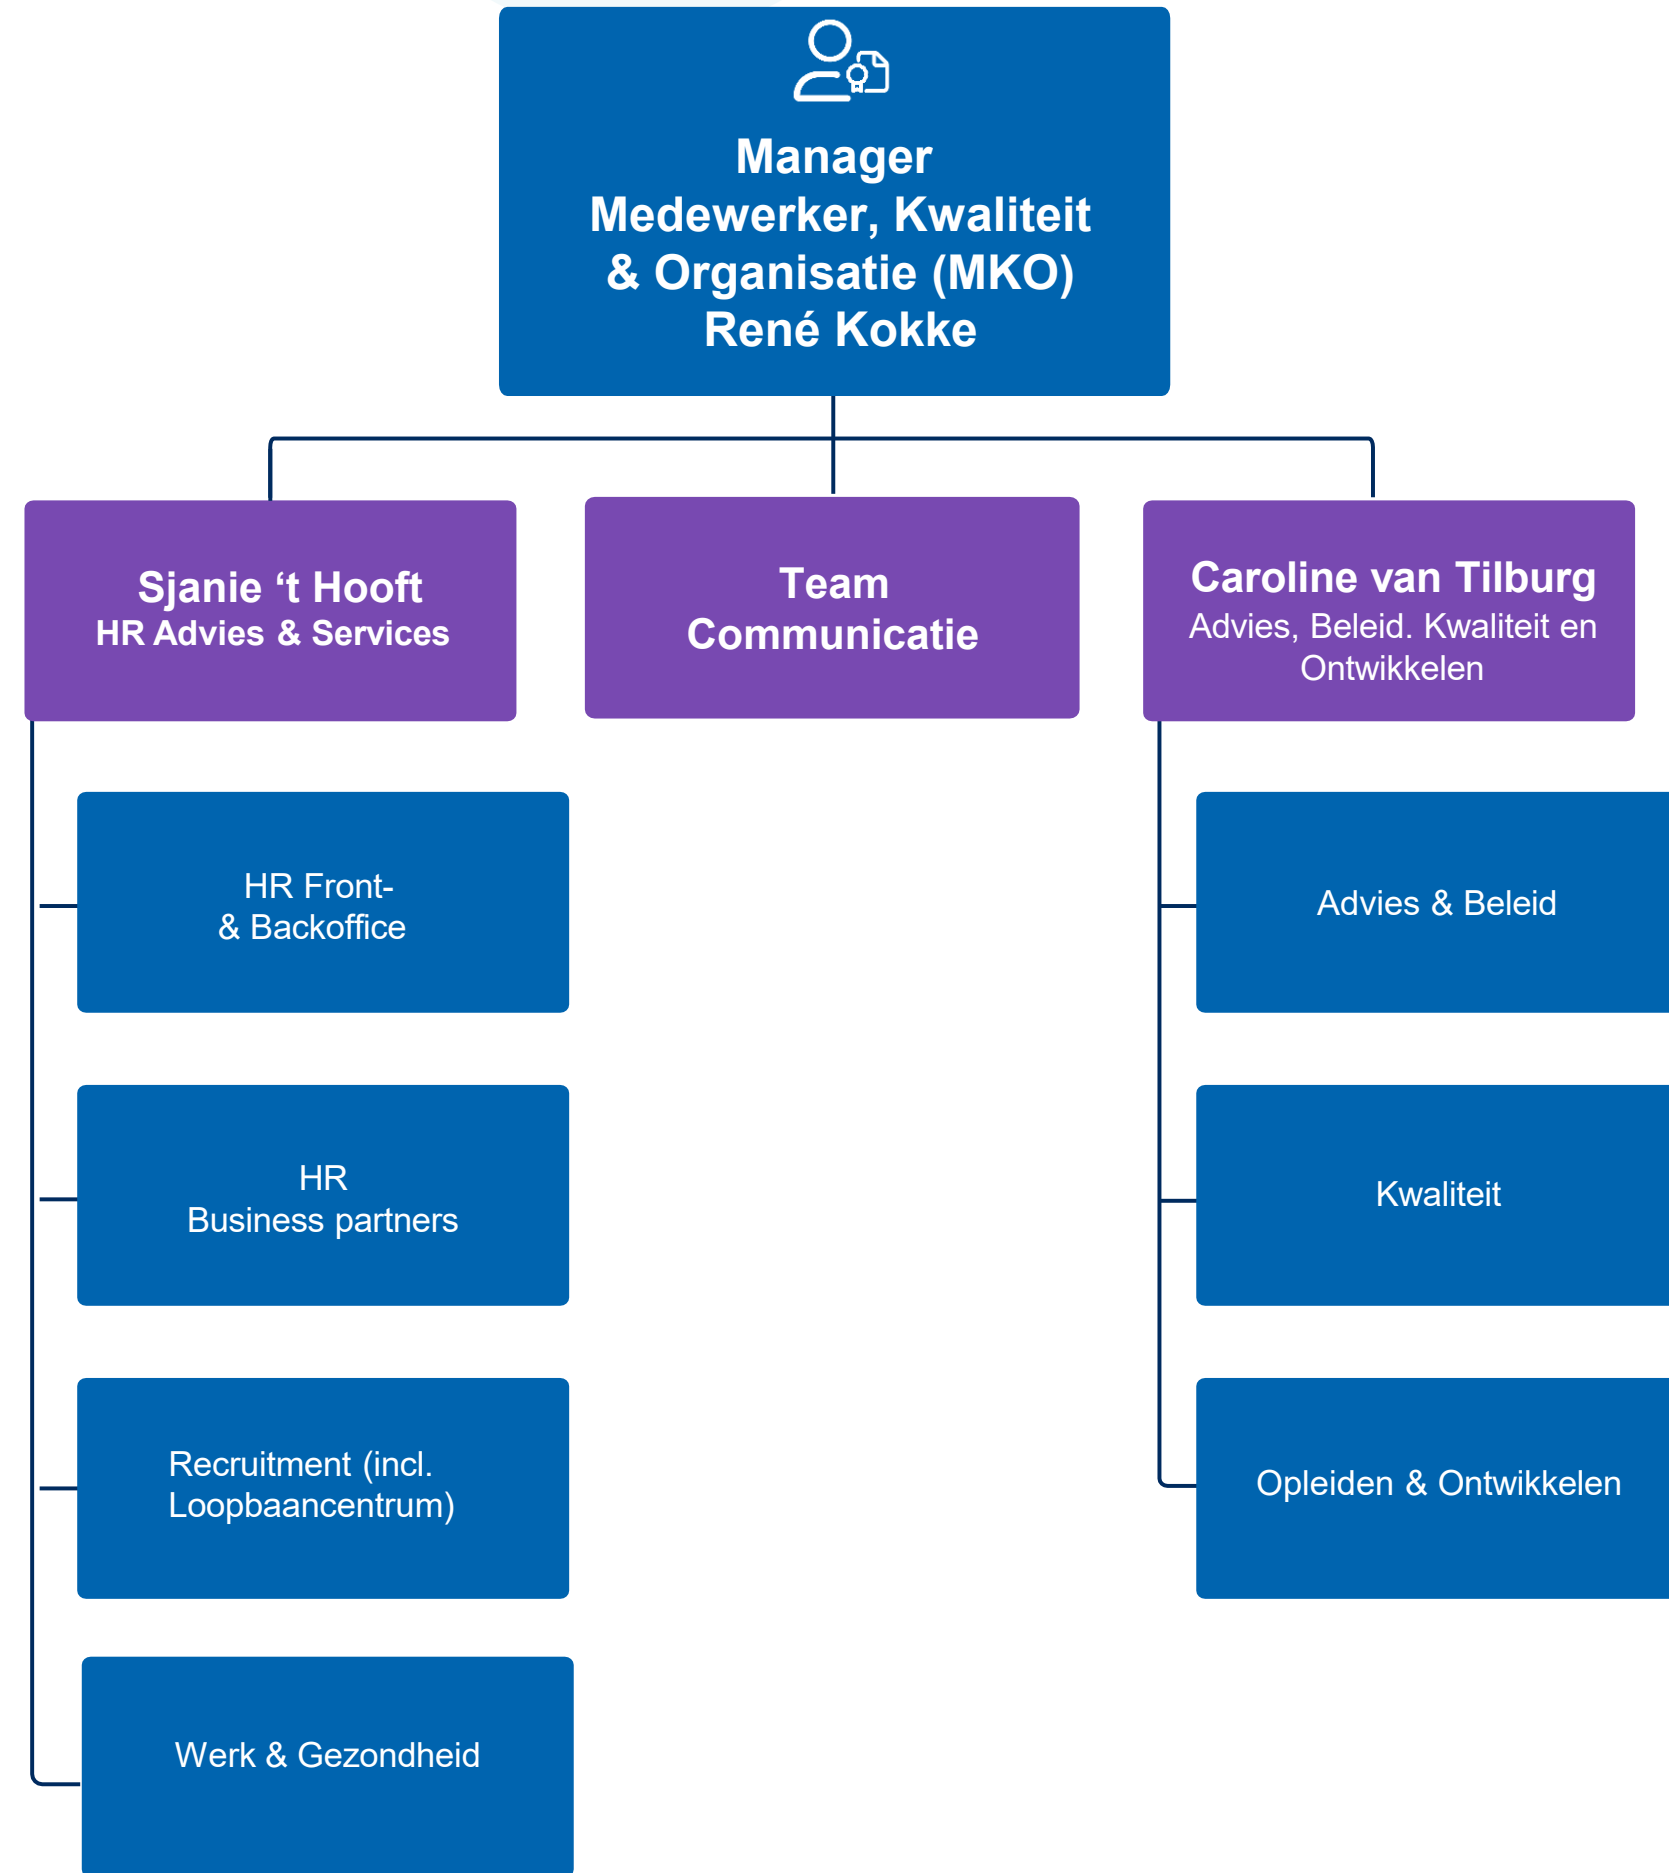 Manager
Medewerker, Kwaliteit
& Organisatie (MKO)
René Kokke
Sjanie ‘t Hooft
HR Advies & Services
Team
Communicatie
Caroline van Tilburg
Advies, Beleid. Kwaliteit en
Ontwikkelen
HR Front-
& Backoffice
HR
Business partners
Recruitment (incl.
Loopbaancentrum)
Werk & Gezondheid
Advies & Beleid
Kwaliteit
Opleiden & Ontwikkelen